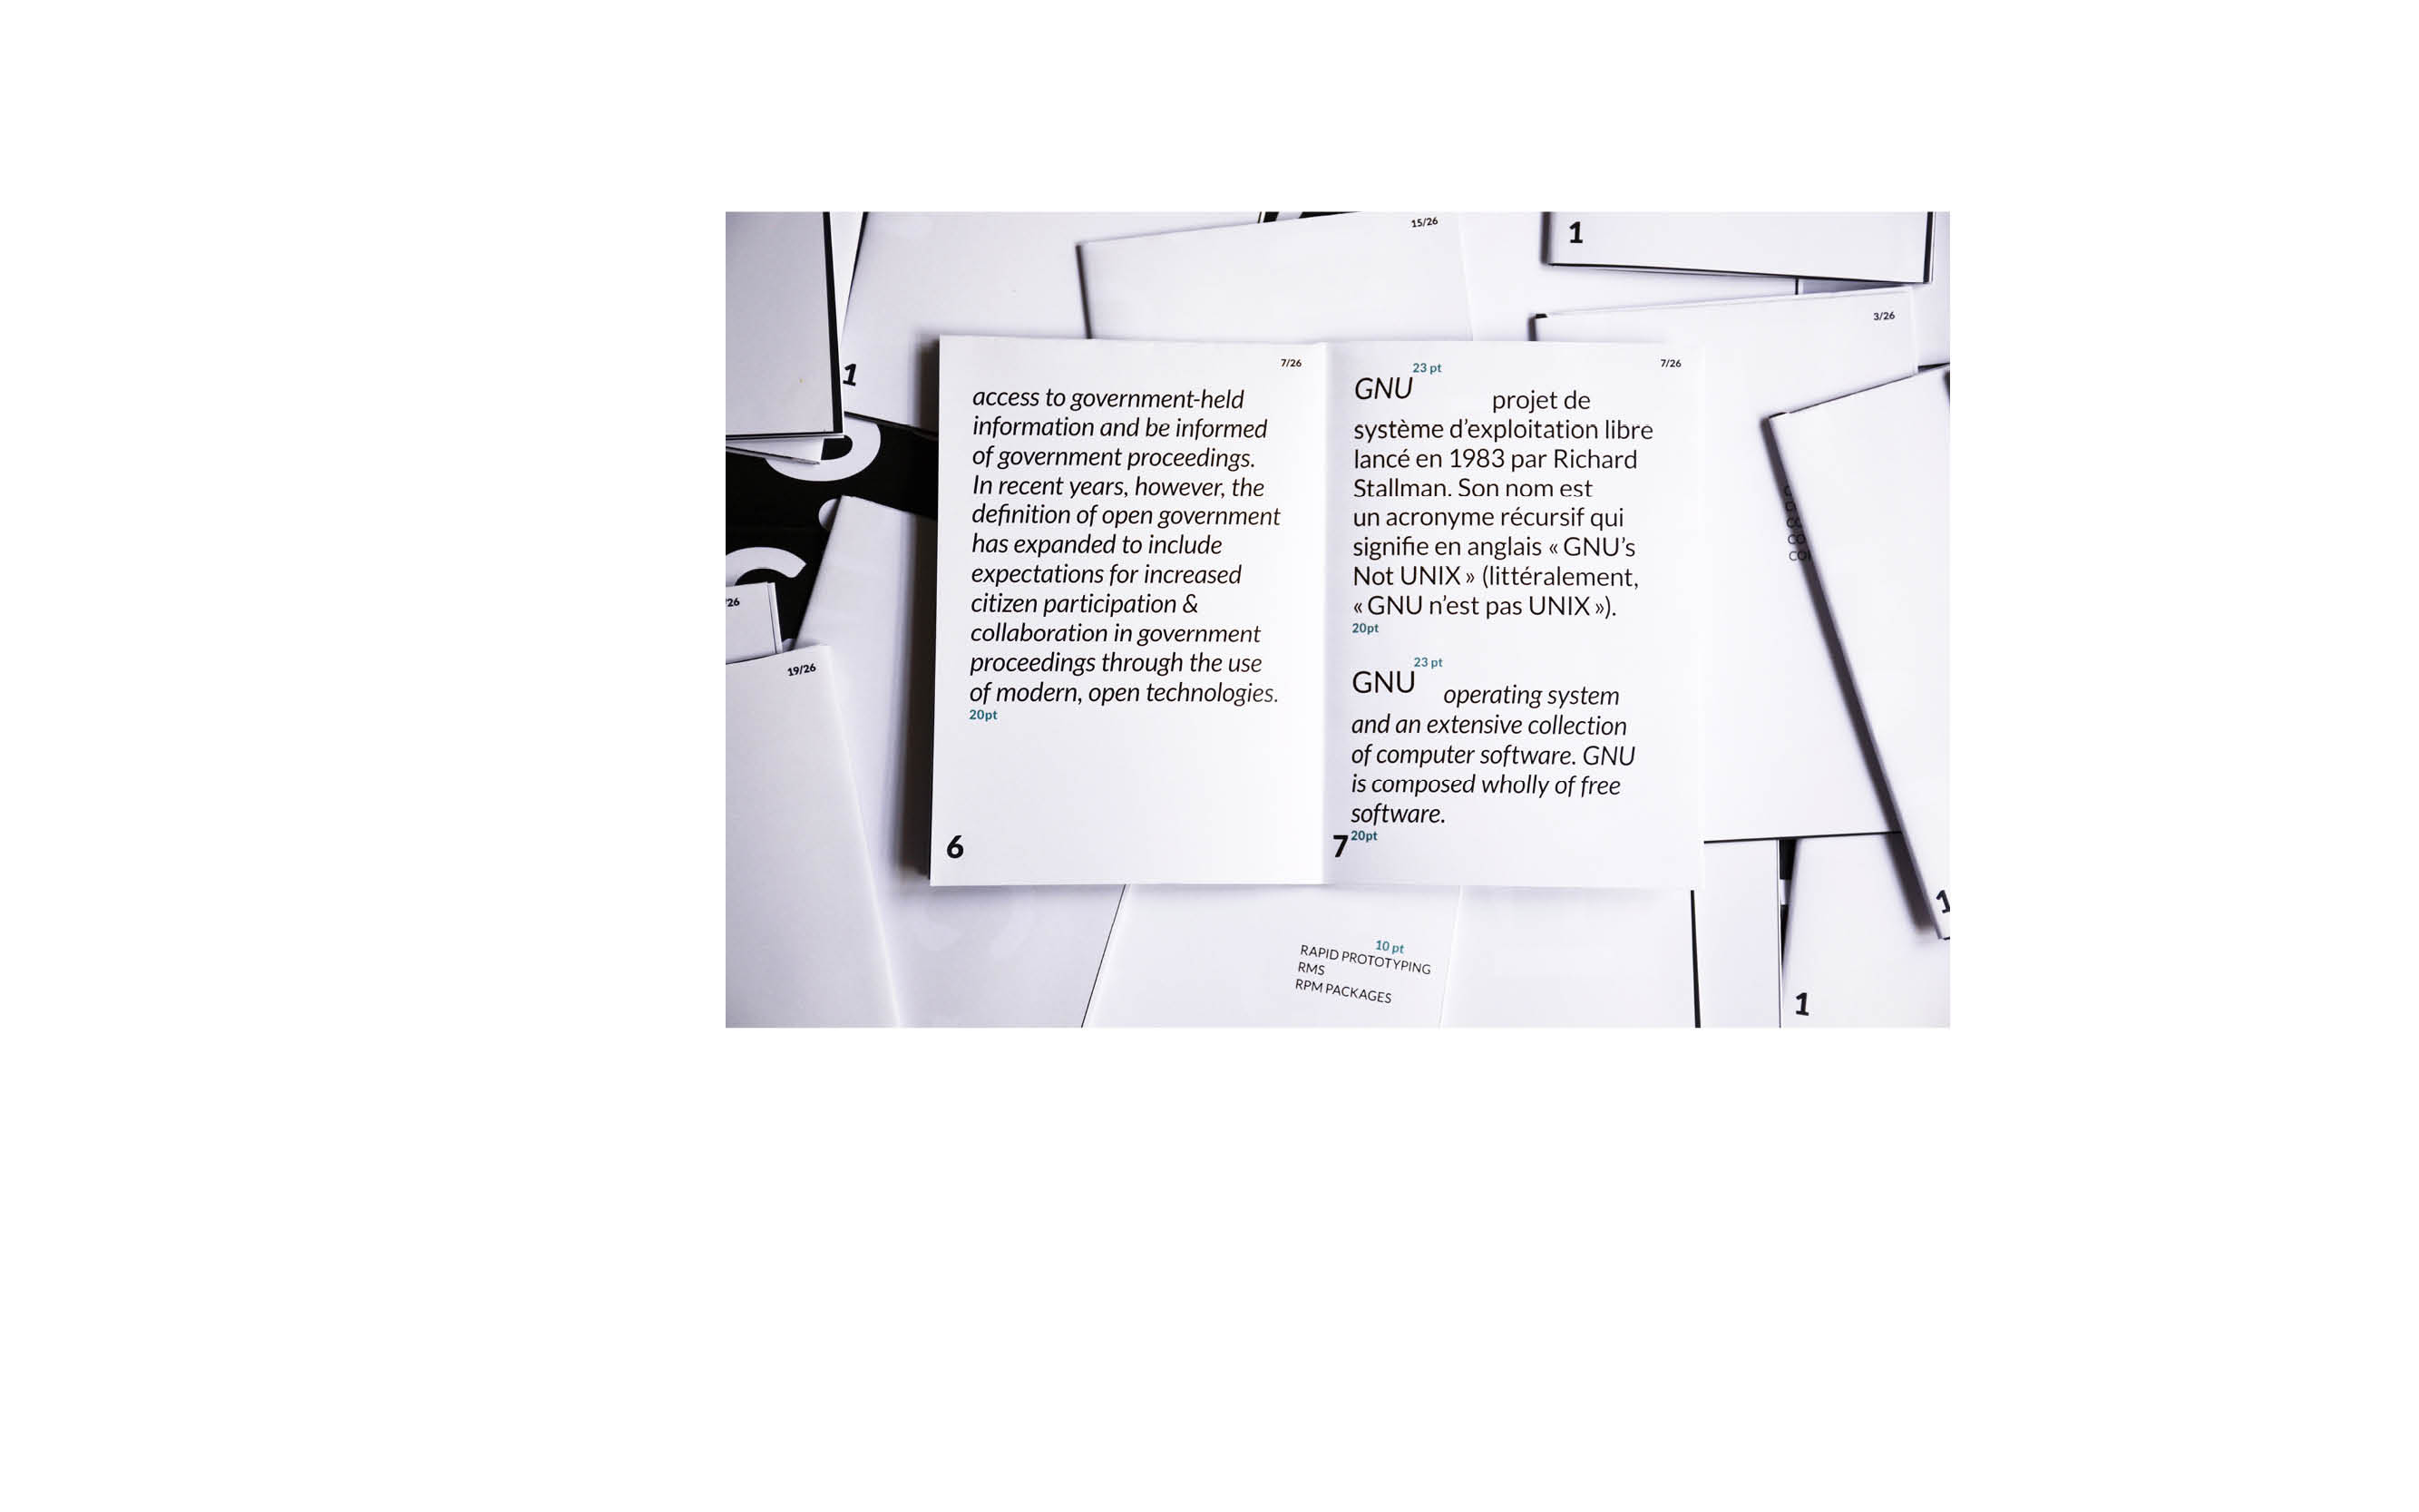 15/26
1
3/26
1
7/26
access to government-held
information and be informed
of government proceedings.
In recent years, however, the
definition of open government
has expanded to include
expectations for increased
citizen participation &
collaboration in government
proceedings through the use
of modern, open technologies.
20pt
6
7/26
GNU 23 pt projet de
système d’exploitation libre
lancé en 1983 par Richard
Stallman. Son nom est
un acronyme récursif qui
signifie en anglais « GNU’s
Not UNIX » (littéralement,
« GNU n’est pas UNIX »).
20pt
GNU 23 pt operating system
and an extensive collection
of computer software. GNU
is composed wholly of free
software.
20pt
7
19/26
10 pt
RAPID PROTOTYPING
RMS
RPM PACKAGES
1
1